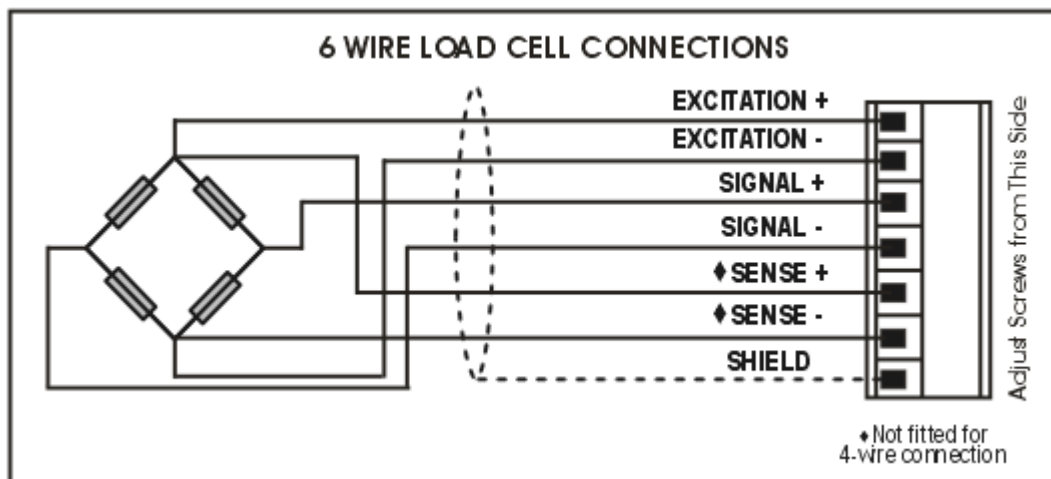 6 WIRE LOAD CELL CONNECTIONS
EXCITATION +
EXCITATION -
SIGNAL +
SIGNAL -
♦SENSE +
♦SENSE -
SHIELD
Adjust Screws from This Side
♦Not fitted for
4-wire connection